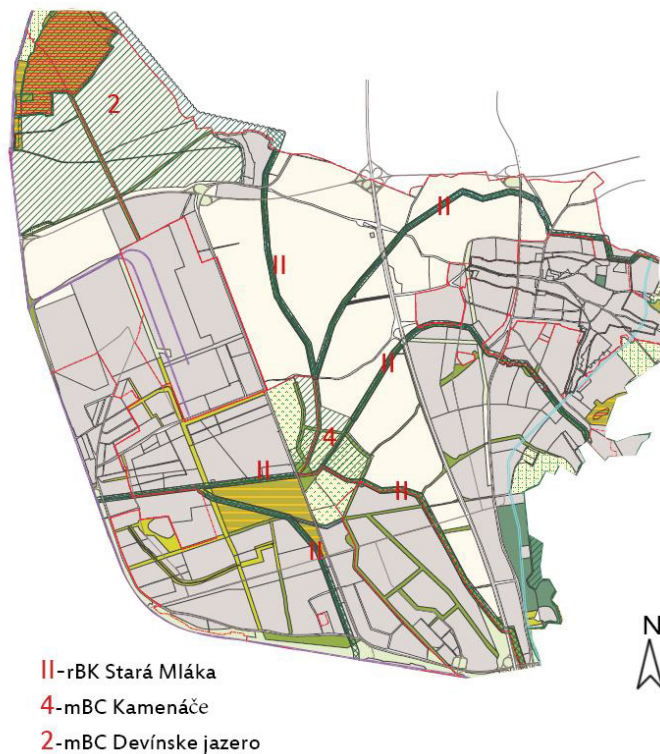 2
II
II
II
4
II
II
II
N
II-rBK Stará Mláka
4-mBC Kamenáče
2-mBC Devínske jazero